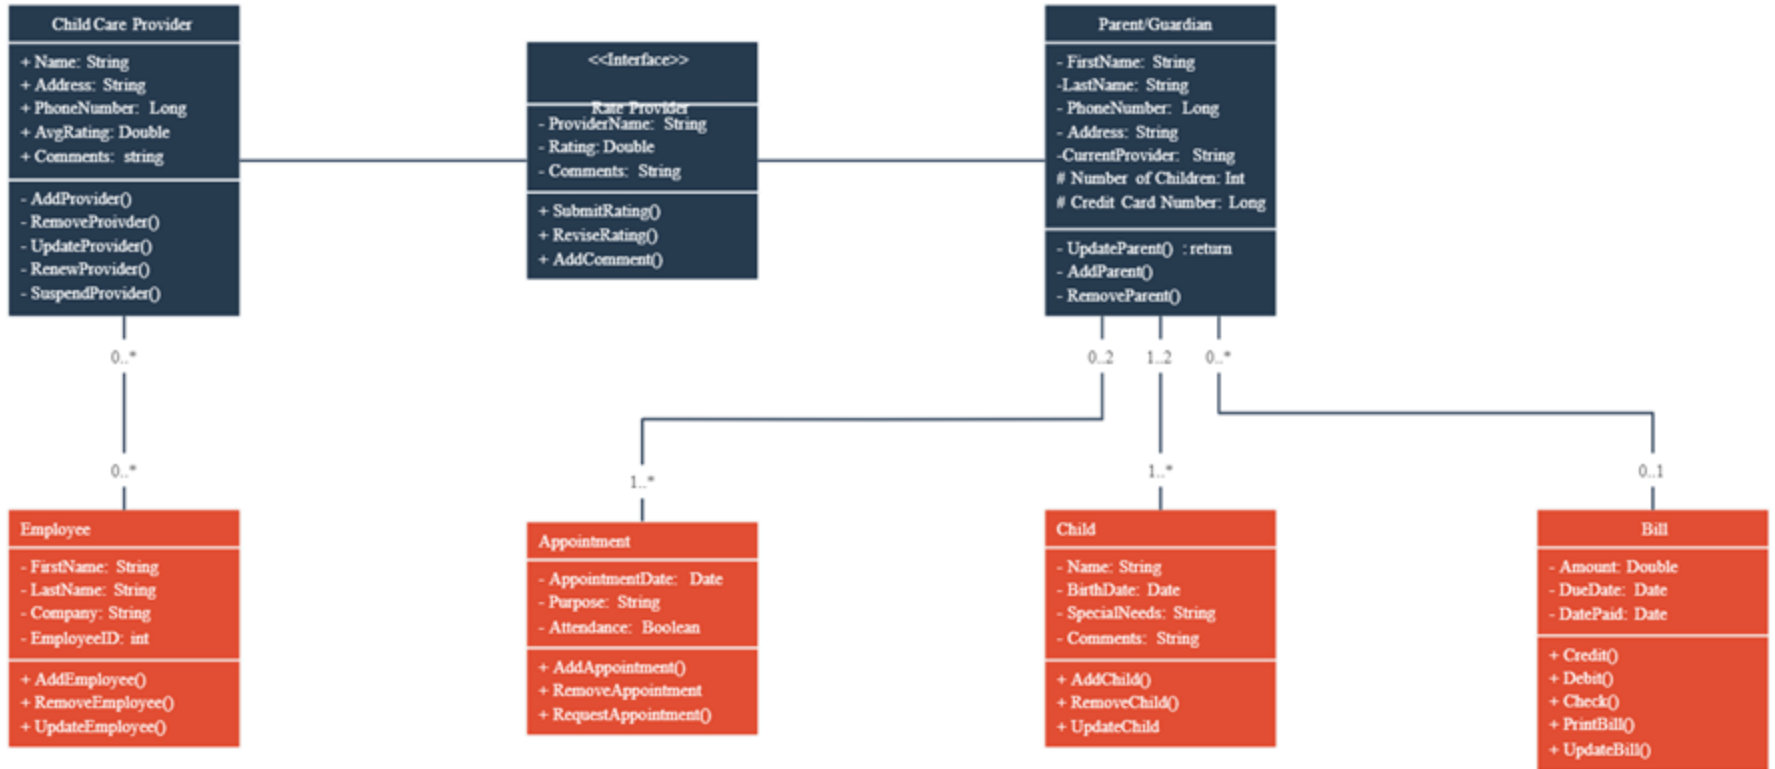 Child Care Provider
+ Name: String
+ Address: String
+ PhoneNumber: Long
+ AvgRating: Double
+ Comments: string
- AddProvider()
- RemoveProivder()
- UpdateProvider()
- RenewProvider()
- SuspendProvider()
<<Interface>>
Rate Provider
- ProviderName: String
- Rating: Double
- Comments: String
+ SubmitRating()
+ ReviseRating()
+ AddComment()
Parent/Guardian
- FirstName: String
-LastName: String
- PhoneNumber: Long
- Address: String
-CurrentProvider: String
# Number of Children: Int
# Credit Card Number: Long
- UpdateParent() : return
- AddParent()
- RemoveParent()
0..*
0..2
1..2
0..*
0..*
1..*
1..*
0..1
Employee
- FirstName: String
- LastName: String
- Company: String
- EmployeeID: int
+ AddEmployee()
+ RemoveEmployee()
+ UpdateEmployee()
Appointment
- AppointmentDate: Date
- Purpose: String
- Attendance: Boolean
+ AddAppointment()
+ RemoveAppointment
+ RequestAppointment()
Child
- Name: String
- BirthDate: Date
- SpecialNeeds: String
- Comments: String
+ AddChild()
+ RemoveChild()
+ UpdateChild
Bill
- Amount: Double
- DueDate: Date
- DatePaid: Date
+ Credit()
+ Debit()
+ Check()
+ PrintBill()
+ UpdateBill()